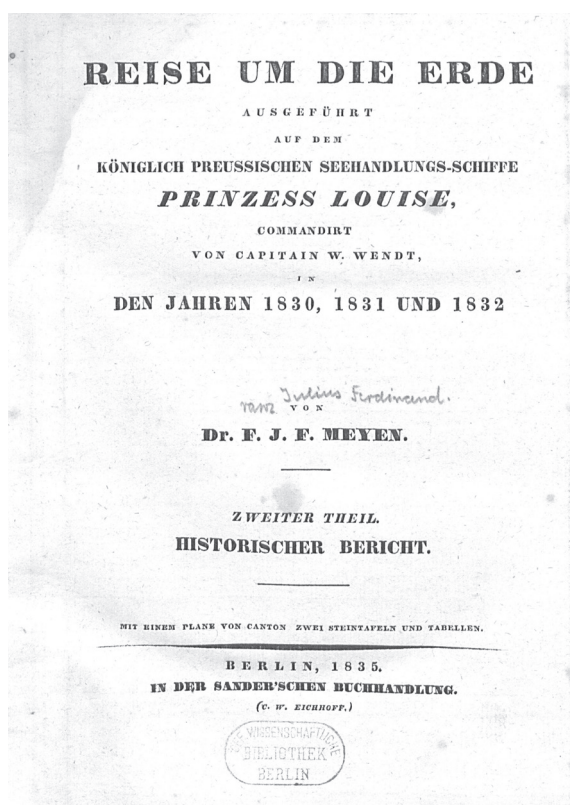 REISE UM DIE ERDE
AUSGEFÜHRT
AUF DEM
KÖNIGLICH PREUSSISCHEN SEEHANDLUNGS-SCHIFFE
PRINZESS LOUISE,
COMMANDIRT
VON CAPITAIN W. WENDT,
IN
DEN JAHREN 1830, 1831 UND 1832
Julius Ferdinand.
VON
Dr. F. J. F. MEYEN.
ZWEITER THEIL.
HISTORISCHER BERICHT.
MIT EINEM PLANE VON CANTON ZWEI STEINTAFELN UND TABELLEN.
BERLIN, 1835.
IN DER SANDER'SCHEN BUCHHANDLUNG.
(C. W. EICHHOFF.)
WISSENSCHAFTLICHE
BIBLIOTHEK
BERLIN